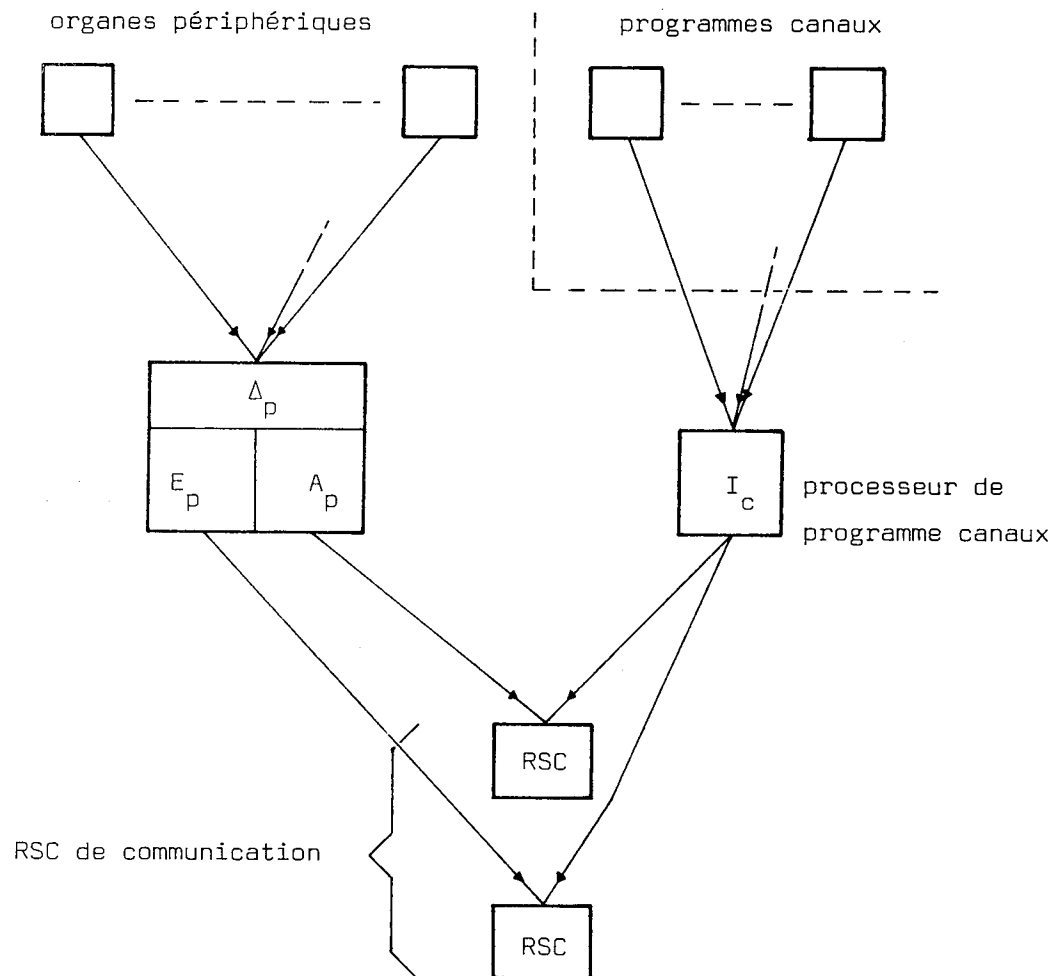 organes périphériques
programmes canaux
Δp
Ep
Ap
Ic
processeur de
programme canaux
RSC
RSC de communication
RSC